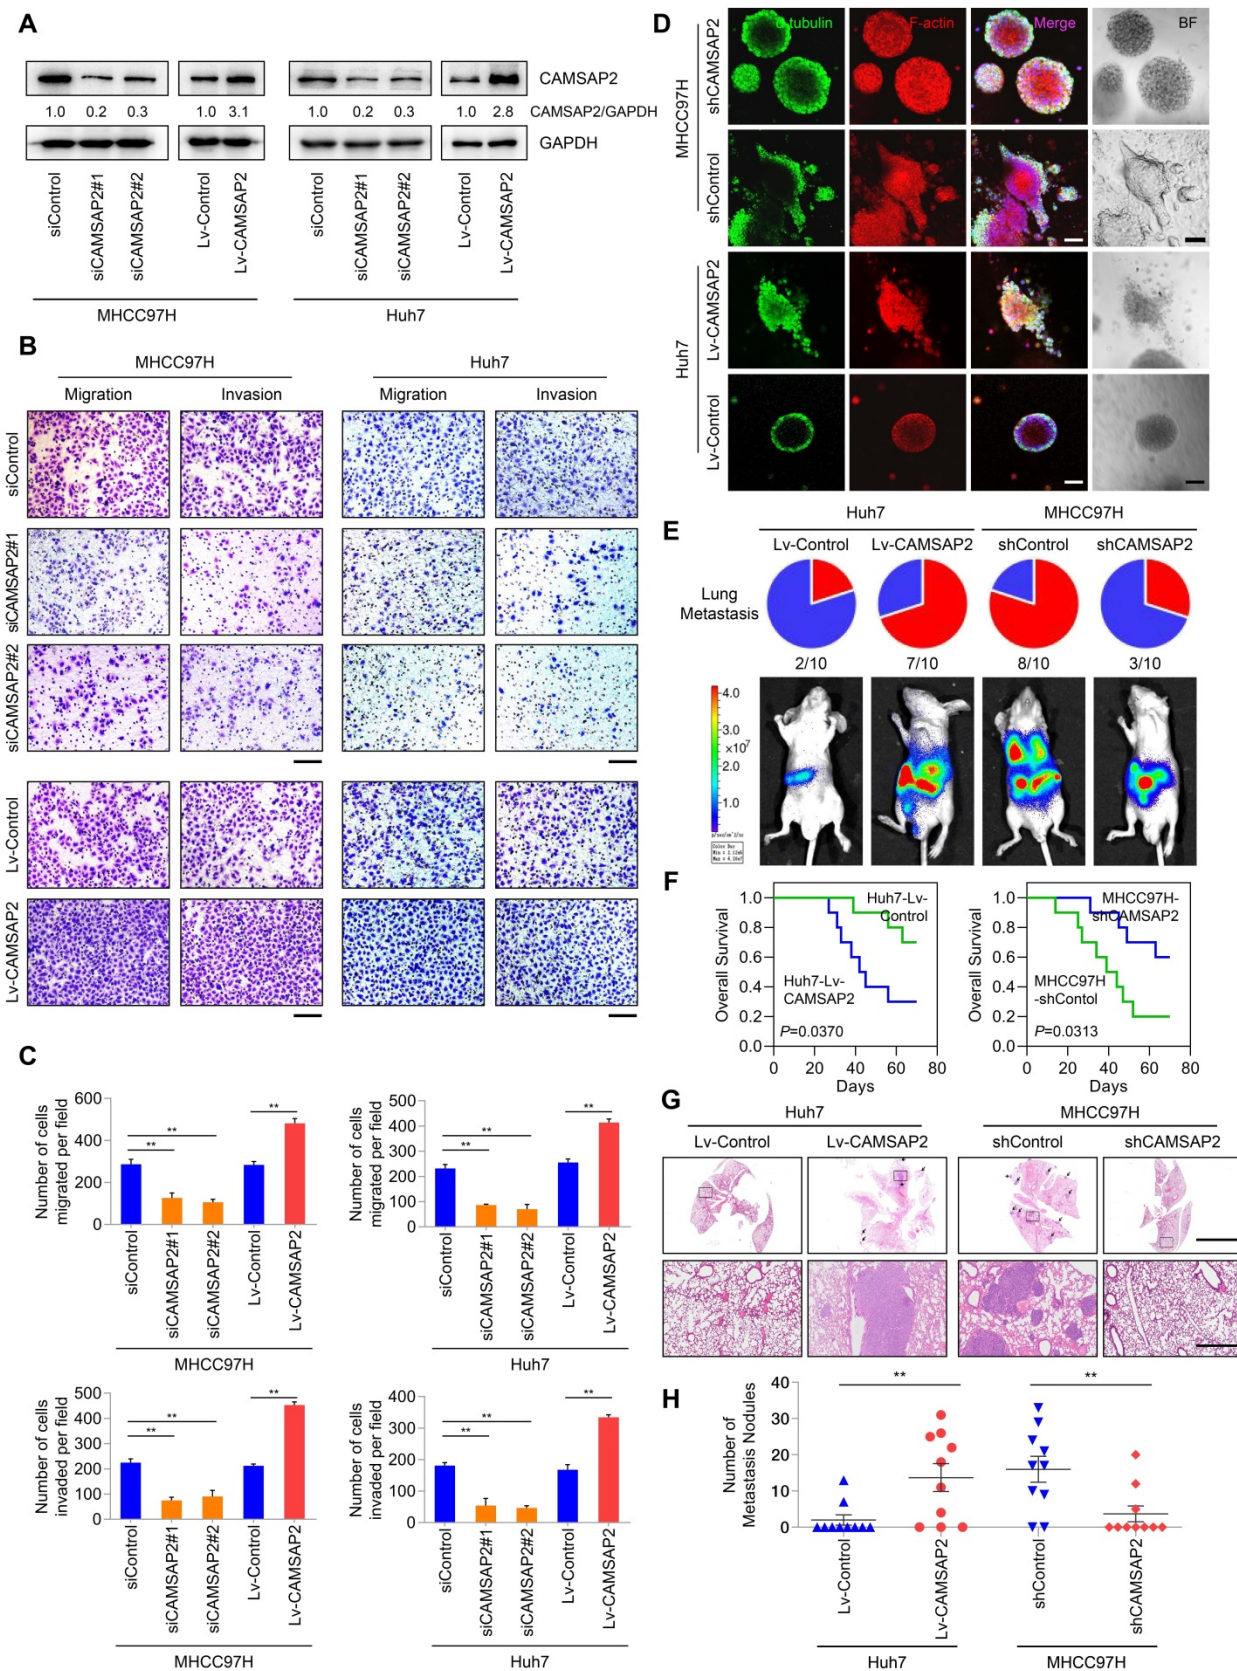 A
CAMSAP2
1.0 0.2 0.3 1.0 3.1 1.0 0.2 0.3 1.0 2.8 CAMSAP2/GAPDH
GAPDH
siControl siCAMSAP2#1 siCAMSAP2#2 Lv-Control Lv-CAMSAP2 siControl siCAMSAP2#1 siCAMSAP2#2 Lv-Control Lv-CAMSAP2
MHCC97H Huh7
B
MHCC97H Huh7
Migration Invasion Migration Invasion
siControl
siCAMSAP2#1
siCAMSAP2#2
Lv-Control
Lv-CAMSAP2
C
Number of cells
migrated per field
600
400
200
0
siControl siCAMSAP2#1 siCAMSAP2#2 Lv-Control Lv-CAMSAP2
MHCC97H
** ** **
Number of cells
migrated per field
500
400
300
200
100
0
siControl siCAMSAP2#1 siCAMSAP2#2 Lv-Control Lv-CAMSAP2
Huh7
** ** **
Number of cells
invaded per field
500
400
300
200
100
0
siControl siCAMSAP2#1 siCAMSAP2#2 Lv-Control Lv-CAMSAP2
MHCC97H
** ** **
Number of cells
invaded per field
400
300
200
100
0
siControl siCAMSAP2#1 siCAMSAP2#2 Lv-Control Lv-CAMSAP2
Huh7
** ** **
D
α-tubulin F-actin Merge BF
MHCC97H
shCAMSAP2
shControl
Huh7
Lv-CAMSAP2
Lv-Control
E
Huh7 MHCC97H
Lv-Control Lv-CAMSAP2 shControl shCAMSAP2
Lung
Metastasis
2/10 7/10 8/10 3/10
4.0
3.0
×10⁷
2.0
1.0
Color Bar
F
Overall Survival
1.0
0.8
0.6
0.4
0.2
0.0
Huh7-Lv-
Control
Huh7-Lv-
CAMSAP2
P=0.0370
0 20 40 60 80
Days
Overall Survival
1.0
0.8
0.6
0.4
0.2
0.0
MHCC97H-
shCAMSAP2
MHCC97H
-shContol
P=0.0313
0 20 40 60 80
Days
G
Huh7 MHCC97H
Lv-Control Lv-CAMSAP2 shControl shCAMSAP2
H
Number of
Metastasis Nodules
40
30
20
10
0
** **
Lv-Control Lv-CAMSAP2 shControl shCAMSAP2
Huh7 MHCC97H